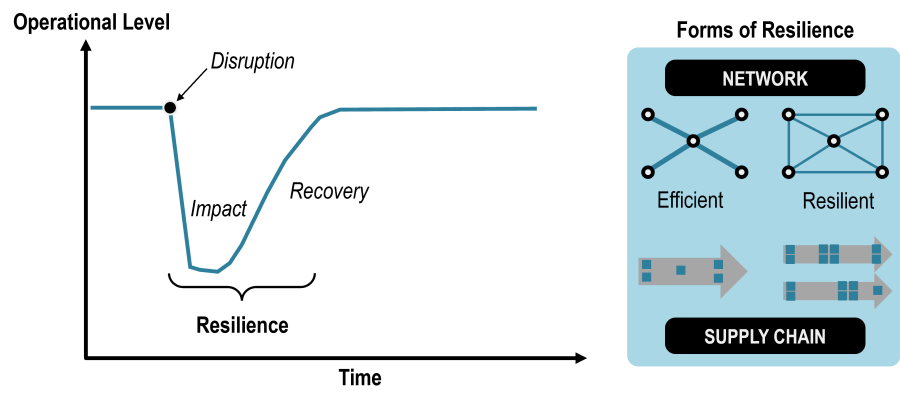 Operational Level
Disruption
Impact
Recovery
Resilience
Time
Forms of Resilience
NETWORK
Efficient
Resilient
SUPPLY CHAIN